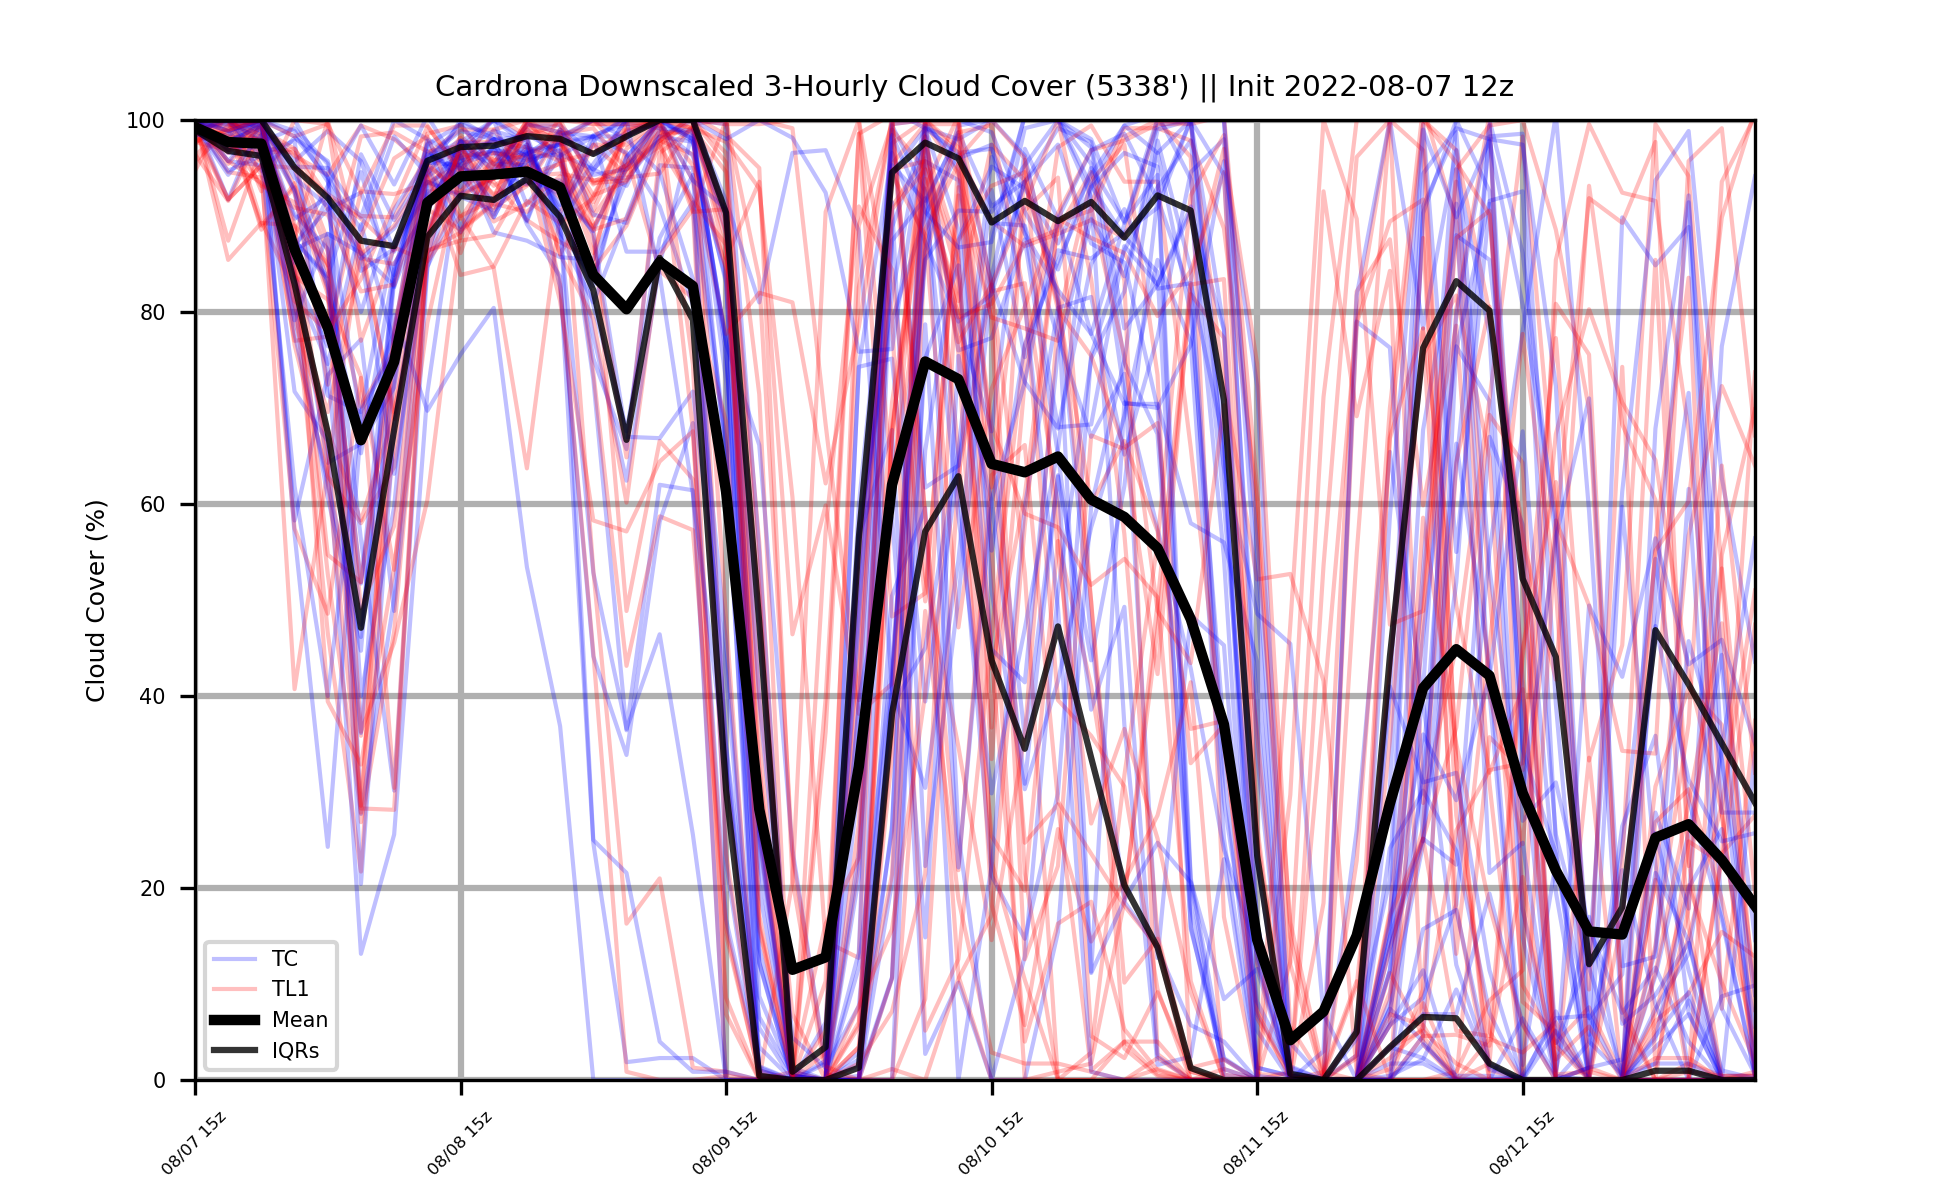 Cardrona Downscaled 3-Hourly Cloud Cover (5338') || Init 2022-08-07 12z
Cloud Cover (%)
100
80
60
40
20
0
TC
TL1
Mean
IQRs
08/07 15z
08/08 15z
08/09 15z
08/10 15z
08/11 15z
08/12 15z